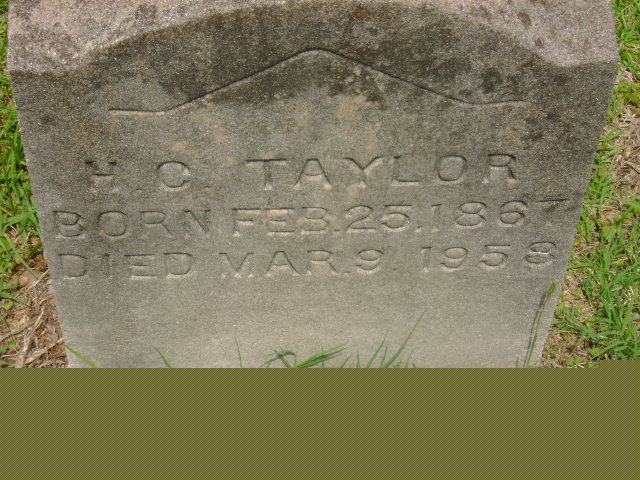 H. C. TAYLOR
BORN FEB. 25, 1867
DIED MAR. 9, 1958